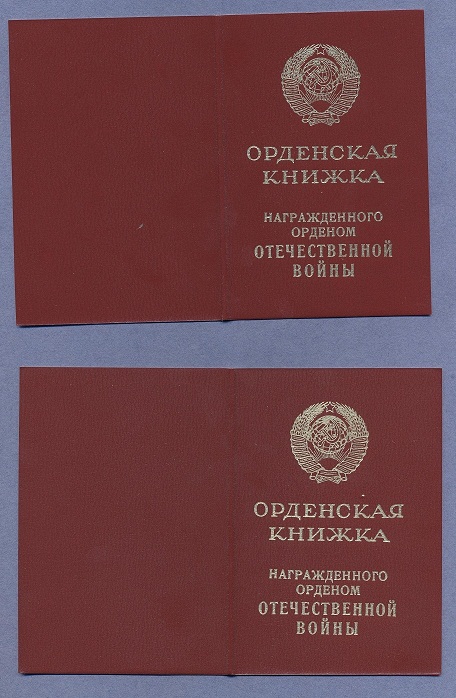 ОРДЕНСКАЯ
КНИЖКА
НАГРАЖДЕННОГО
ОРДЕНОМ
ОТЕЧЕСТВЕННОЙ
ВОЙНЫ
ОРДЕНСКАЯ
КНИЖКА
НАГРАЖДЕННОГО
ОРДЕНОМ
ОТЕЧЕСТВЕННОЙ
ВОЙНЫ